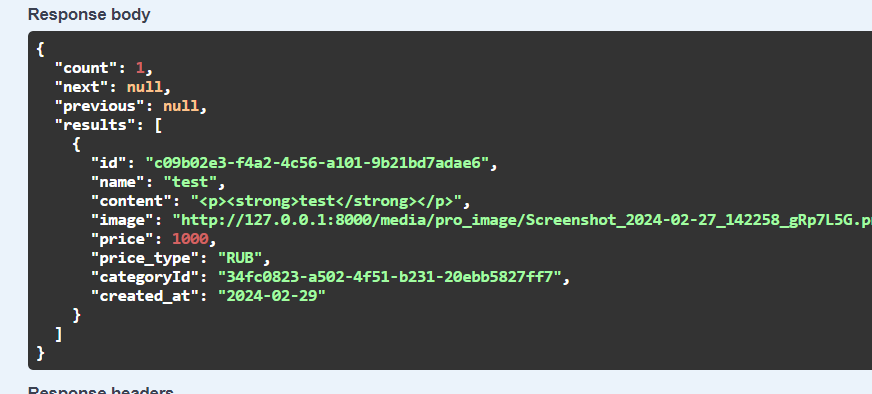 Response body
{
"count": 1,
"next": null,
"previous": null,
"results": [
{
"id": "c09b02e3-f4a2-4c56-a101-9b21bd7adae6",
"name": "test",
"content": "<p><strong>test</strong></p>",
"image": "http://127.0.0.1:8000/media/pro_image/Screenshot_2024-02-27_142258_gRp7L5G.p
"price": 1000,
"price_type": "RUB",
"categoryId": "34fc0823-a502-4f51-b231-20ebb5827ff7",
"created_at": "2024-02-29"
}
]
}
Response headers